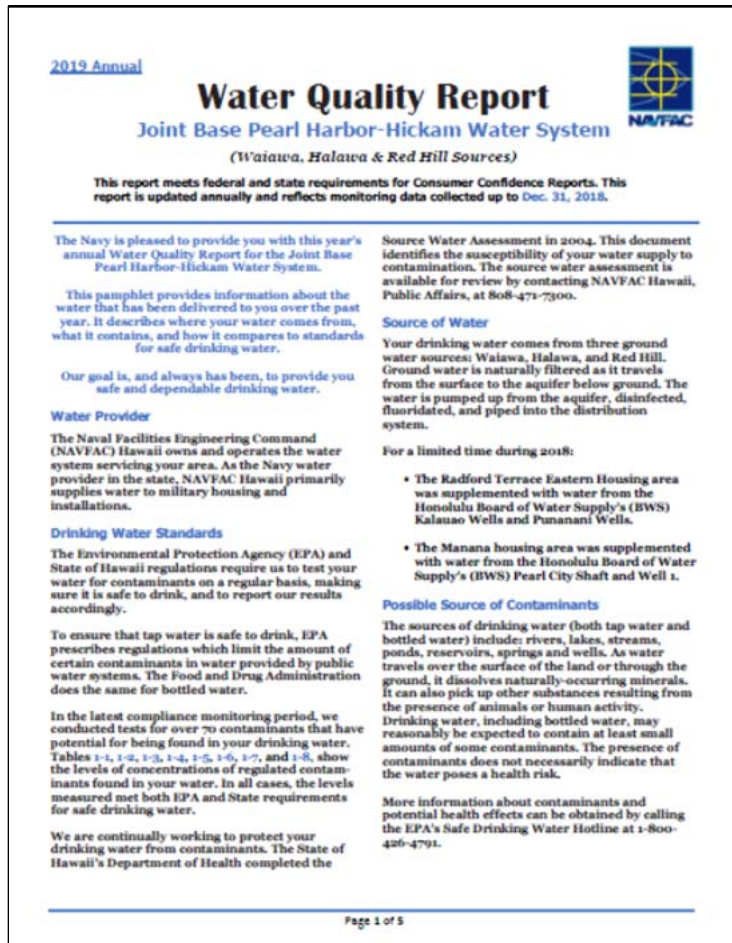 2019 Annual
Water Quality Report
NAVFAC
Joint Base Pearl Harbor-Hickam Water System
(Waiawa, Halawa & Red Hill Sources)
This report meets federal and state requirements for Consumer Confidence Reports. This
report is updated annually and reflects monitoring data collected up to Dec. 31, 2018.
The Navy is pleased to provide you with this year's
annual Water Quality Report for the Joint Base
Pearl Harbor-Hickam Water System.
This pamphlet provides information about the
water that has been delivered to you over the past
year. It describes where your water comes from,
what it contains, and how it compares to standards
for safe drinking water.
Our goal is, and always has been, to provide you
safe and dependable drinking water.
Water Provider
The Naval Facilities Engineering Command
(NAVFAC) Hawaii owns and operates the water
system servicing your area. As the Navy water
provider in the state, NAVFAC Hawaii primarily
supplies water to military housing and
installations.
Drinking Water Standards
The Environmental Protection Agency (EPA) and
State of Hawaii regulations require us to test your
water for contaminants on a regular basis, making
sure it is safe to drink, and to report our results
accordingly.
To ensure that tap water is safe to drink, EPA
prescribes regulations which limit the amount of
certain contaminants in water provided by public
water systems. The Food and Drug Administration
does the same for bottled water.
In the latest compliance monitoring period, we
conducted tests for over 70 contaminants that have
potential for being found in your drinking water.
Tables 1-1, 1-2, 1-3, 1-4, 1-5, 1-6, 1-7, and 1-8, show
the levels of concentrations of regulated contam-
inants found in your water. In all cases, the levels
measured met both EPA and State requirements
for safe drinking water.
We are continually working to protect your
drinking water from contaminants. The State of
Hawaii's Department of Health completed the
Source Water Assessment in 2004. This document
identifies the susceptibility of your water supply to
contamination. The source water assessment is
available for review by contacting NAVFAC Hawaii,
Public Affairs, at 808-471-7300.
Source of Water
Your drinking water comes from three ground
water sources: Waiawa, Halawa, and Red Hill.
Ground water is naturally filtered as it travels
from the surface to the aquifer below ground. The
water is pumped up from the aquifer, disinfected,
fluoridated, and piped into the distribution
system.
For a limited time during 2018:
• The Radford Terrace Eastern Housing area
was supplemented with water from the
Honolulu Board of Water Supply's (BWS)
Kalauao Wells and Punanani Wells.
• The Manana housing area was supplemented
with water from the Honolulu Board of Water
Supply's (BWS) Pearl City Shaft and Well 1.
Possible Source of Contaminants
The sources of drinking water (both tap water and
bottled water) include: rivers, lakes, streams,
ponds, reservoirs, springs and wells. As water
travels over the surface of the land or through the
ground, it dissolves naturally-occurring minerals.
It can also pick up other substances resulting from
the presence of animals or human activity.
Drinking water, including bottled water, may
reasonably be expected to contain at least small
amounts of some contaminants. The presence of
contaminants does not necessarily indicate that
the water poses a health risk.
More information about contaminants and
potential health effects can be obtained by calling
the EPA's Safe Drinking Water Hotline at 1-800-
426-4791.
Page 1 of 5